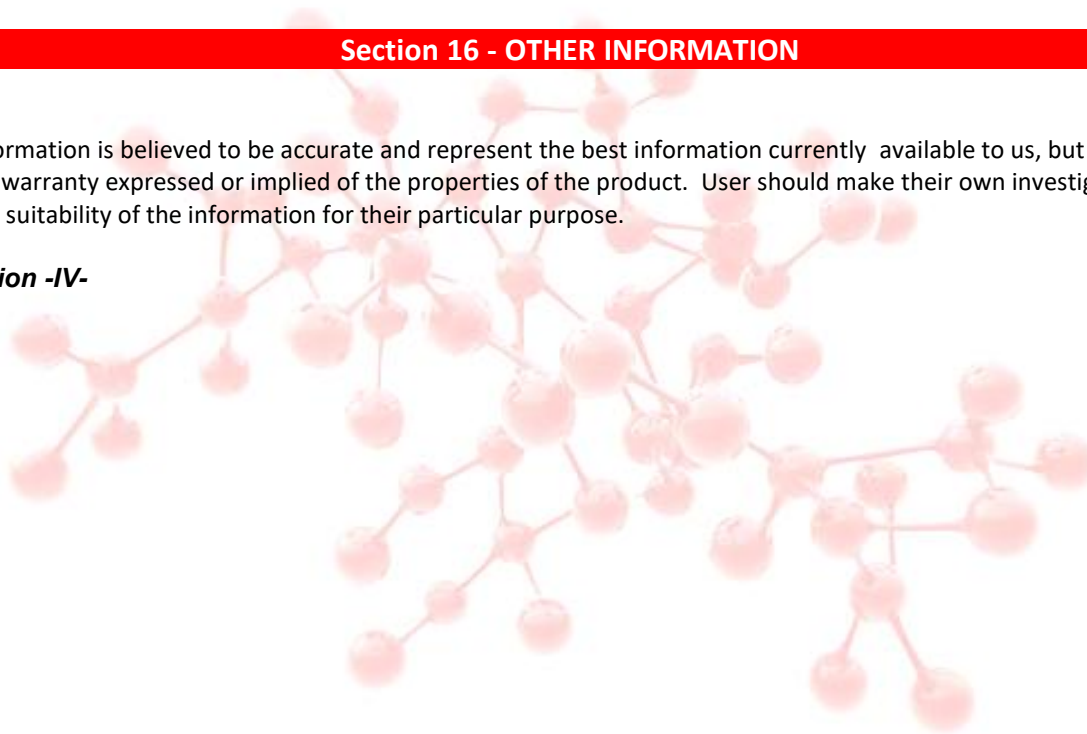 Section 16 - OTHER INFORMATION
ormation is believed to be accurate and represent the best information currently available to us, but
warranty expressed or implied of the properties of the product. User should make their own investig
suitability of the information for their particular purpose.
ion -IV-